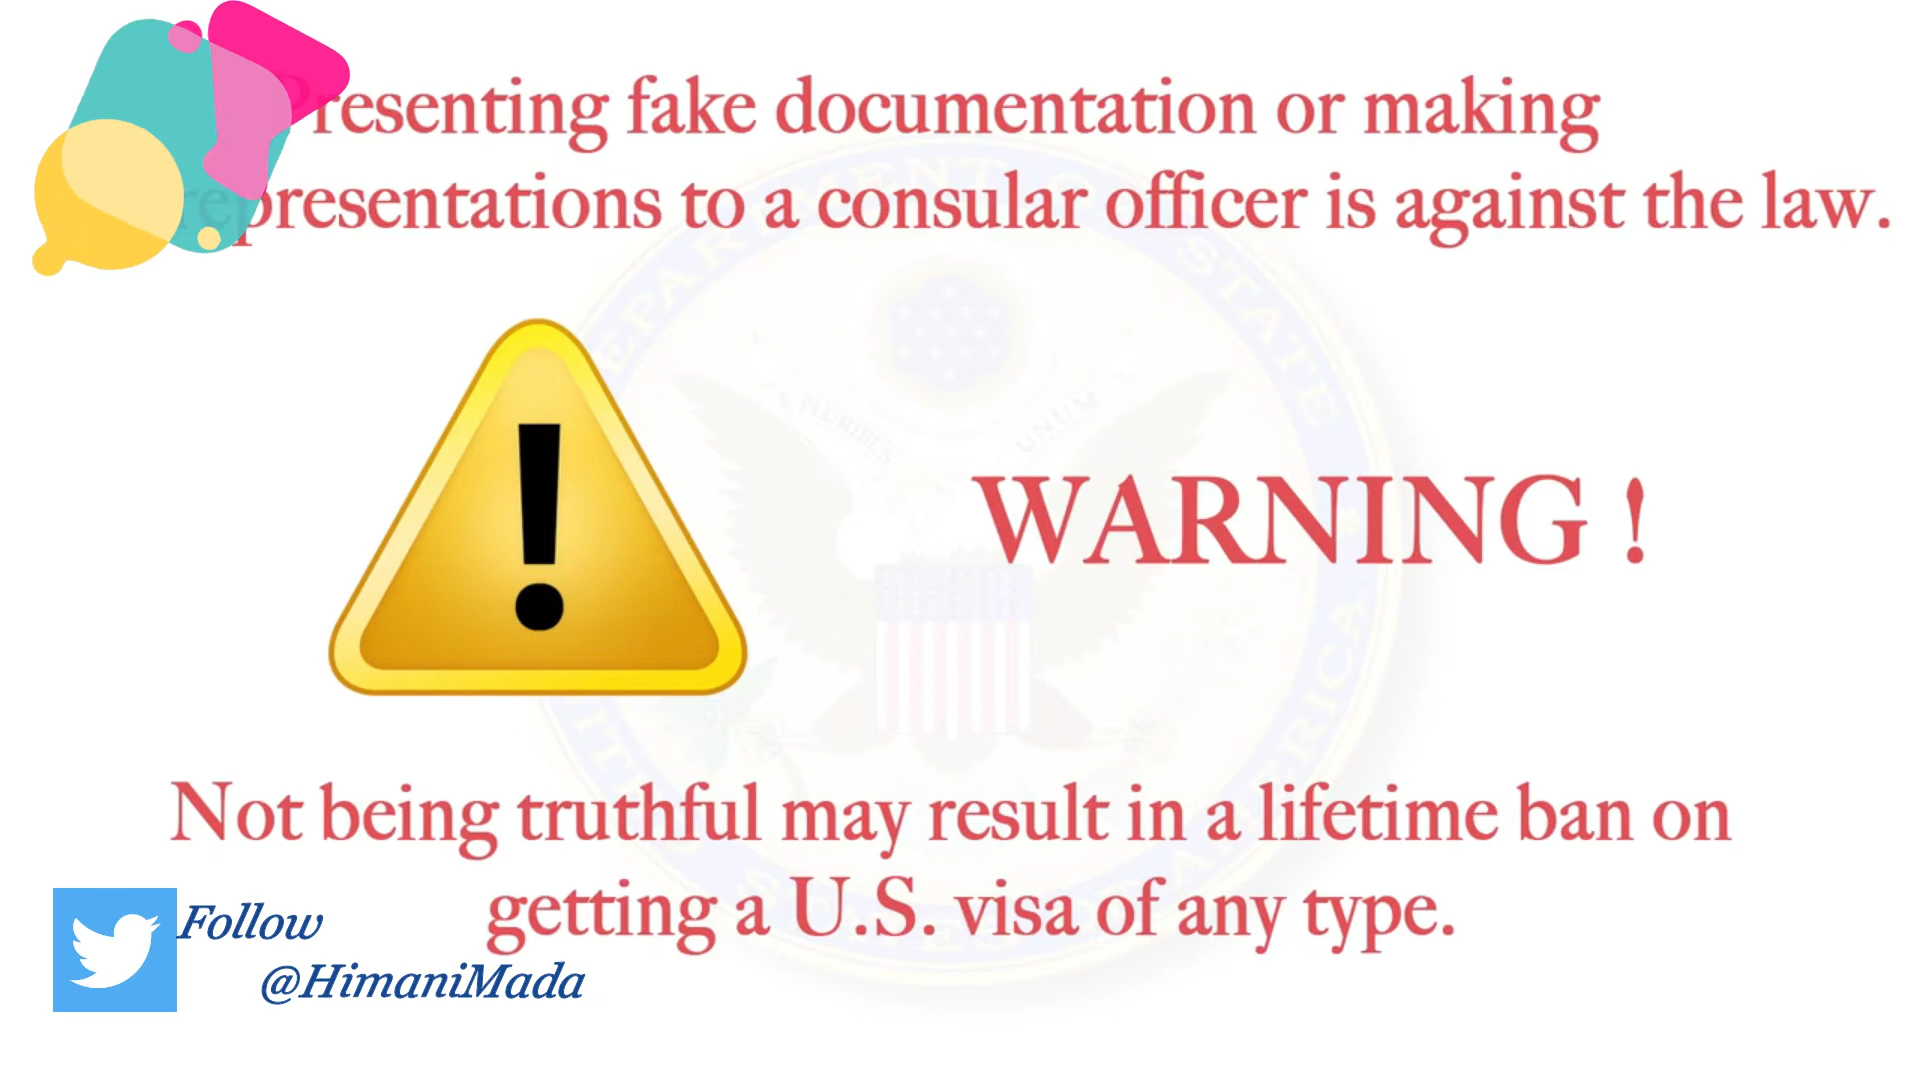 Presenting fake documentation or making
representations to a consular officer is against the law.
WARNING !
Not being truthful may result in a lifetime ban on
getting a U.S. visa of any type.
Follow
@HimaniMada